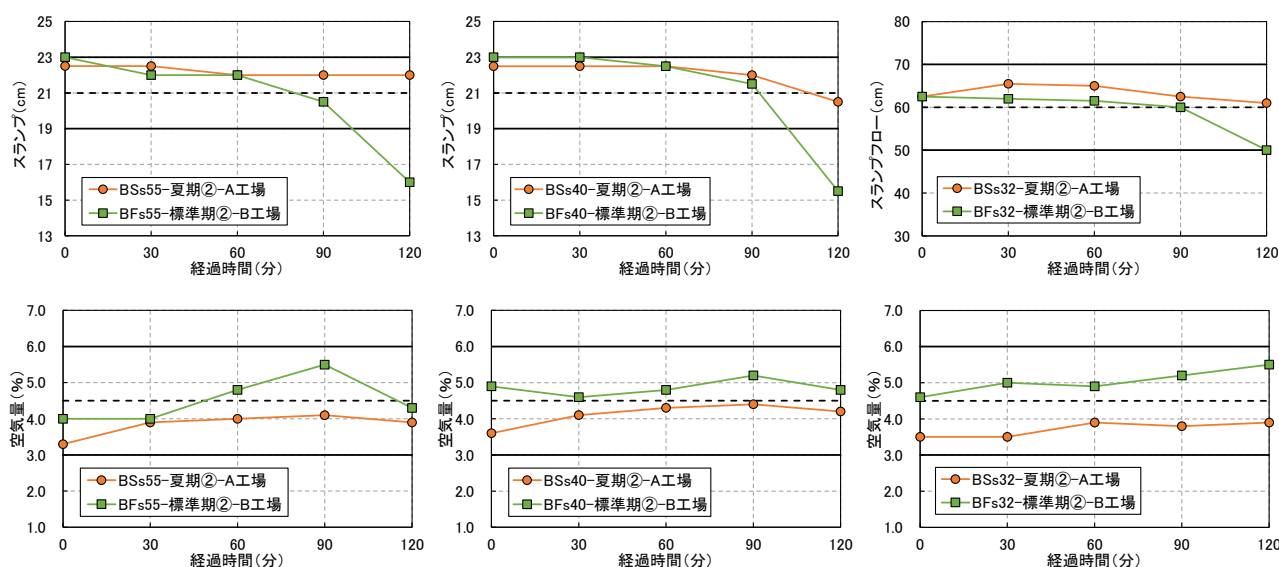 25
23
21
19
17
15
13
スランプ(cm)
BSs55-夏期②-A工場
BFs55-標準期②-B工場
0 30 60 90 120
経過時間(分)
25
23
21
19
17
15
13
スランプ(cm)
BSs40-夏期②-A工場
BFs40-標準期②-B工場
0 30 60 90 120
経過時間(分)
80
70
60
50
40
30
スランプフロー(cm)
BSs32-夏期②-A工場
BFs32-標準期②-B工場
0 30 60 90 120
経過時間(分)
7.0
6.0
5.0
4.0
3.0
2.0
1.0
空気量(%)
BSs55-夏期②-A工場
BFs55-標準期②-B工場
0 30 60 90 120
経過時間(分)
7.0
6.0
5.0
4.0
3.0
2.0
1.0
空気量(%)
BSs40-夏期②-A工場
BFs40-標準期②-B工場
0 30 60 90 120
経過時間(分)
7.0
6.0
5.0
4.0
3.0
2.0
1.0
空気量(%)
BSs32-夏期②-A工場
BFs32-標準期②-B工場
0 30 60 90 120
経過時間(分)